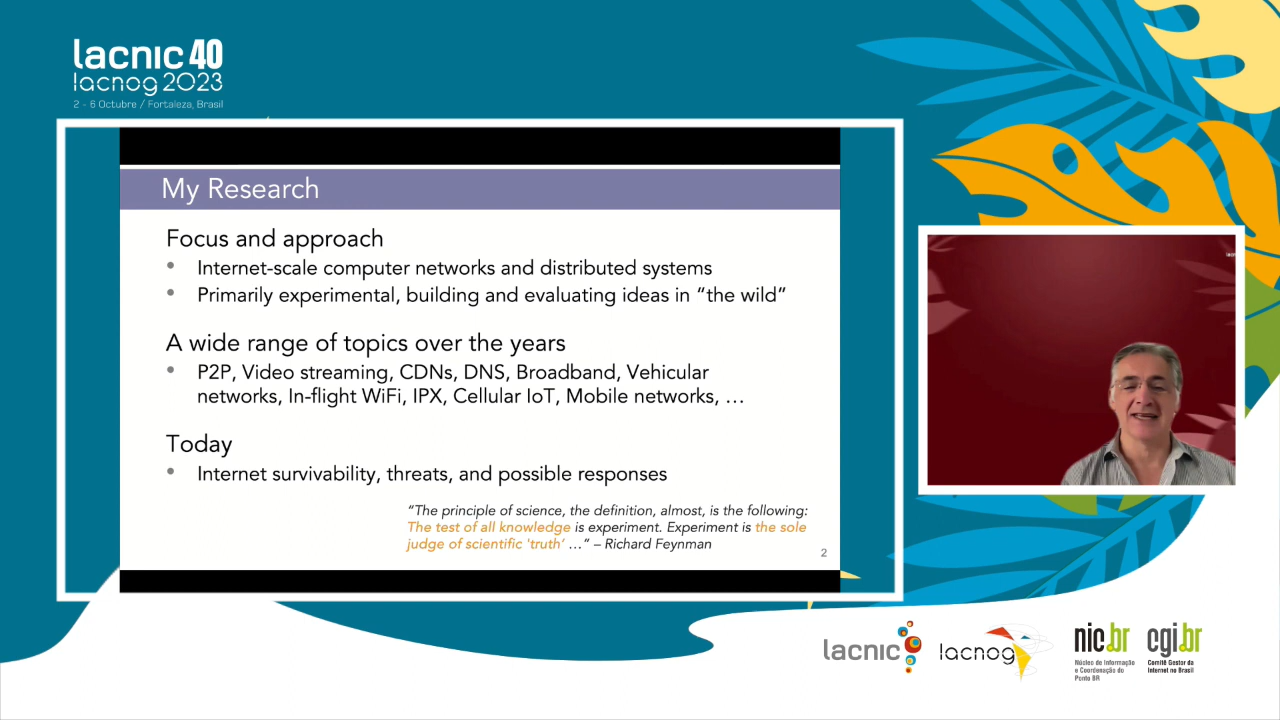 lacnic 40
lacnog 2023
2 - 6 Octubre / Fortaleza, Brasil
My Research
Focus and approach
• Internet-scale computer networks and distributed systems
• Primarily experimental, building and evaluating ideas in “the wild”
A wide range of topics over the years
• P2P, Video streaming, CDNs, DNS, Broadband, Vehicular
networks, In-flight WiFi, IPX, Cellular IoT, Mobile networks, …
Today
• Internet survivability, threats, and possible responses
“The principle of science, the definition, almost, is the following:
The test of all knowledge is experiment. Experiment is the sole
judge of scientific 'truth' …” – Richard Feynman
2
lacnic
lacnog
nic.br
Núcleo de Informação
e Coordenação do
Ponto BR
cgi.br
Comitê Gestor da
Internet no Brasil